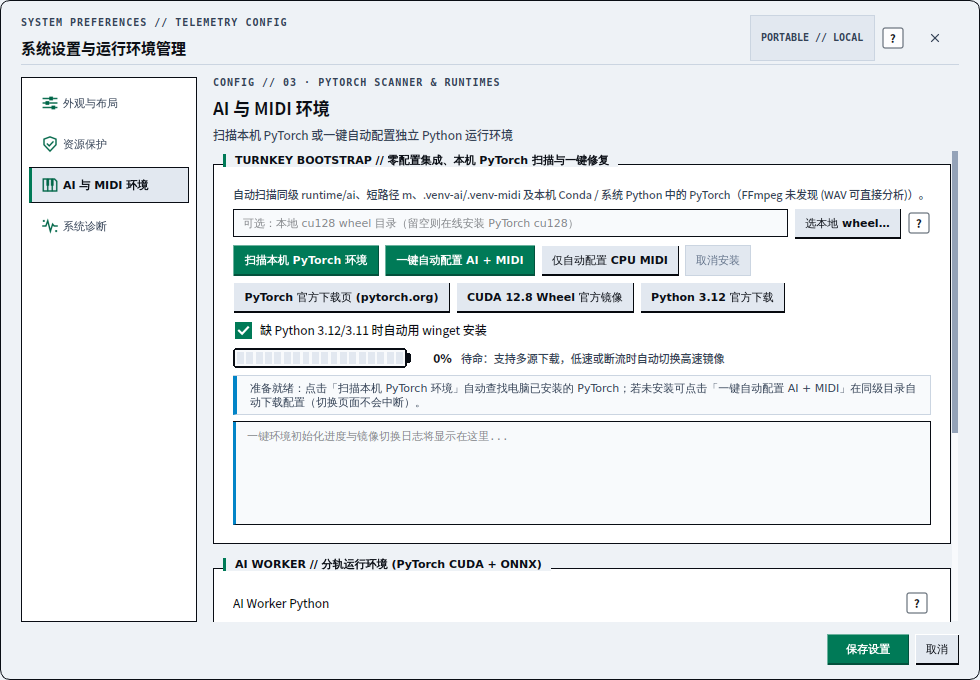 SYSTEM PREFERENCES // TELEMETRY CONFIG
系统设置与运行环境管理
PORTABLE // LOCAL
?
×
外观与布局
资源保护
AI 与 MIDI 环境
系统诊断
CONFIG // 03 · PYTORCH SCANNER & RUNTIMES
AI 与 MIDI 环境
扫描本机 PyTorch 或一键自动配置独立 Python 运行环境
TURNKEY BOOTSTRAP // 零配置集成、本机 PyTorch 扫描与一键修复
自动扫描同级 runtime/ai、短路径 m、.venv-ai/.venv-midi 及本机 Conda / 系统 Python 中的 PyTorch（FFmpeg 未发现 (WAV 可直接分析)）。
可选：本地 cu128 wheel 目录（留空则在线安装 PyTorch cu128）
选本地 wheel...
?
扫描本机 PyTorch 环境
一键自动配置 AI + MIDI
仅自动配置 CPU MIDI
取消安装
PyTorch 官方下载页 (pytorch.org)
CUDA 12.8 Wheel 官方镜像
Python 3.12 官方下载
缺 Python 3.12/3.11 时自动用 winget 安装
0% 待命：支持多源下载，低速或断流时自动切换高速镜像
准备就绪：点击「扫描本机 PyTorch 环境」自动查找电脑已安装的 PyTorch；若未安装可点击「一键自动配置 AI + MIDI」在同级目录自
动下载配置（切换页面不会中断）。
一键环境初始化进度与镜像切换日志将显示在这里...
AI WORKER // 分轨运行环境 (PyTorch CUDA + ONNX)
AI Worker Python
?
保存设置
取消